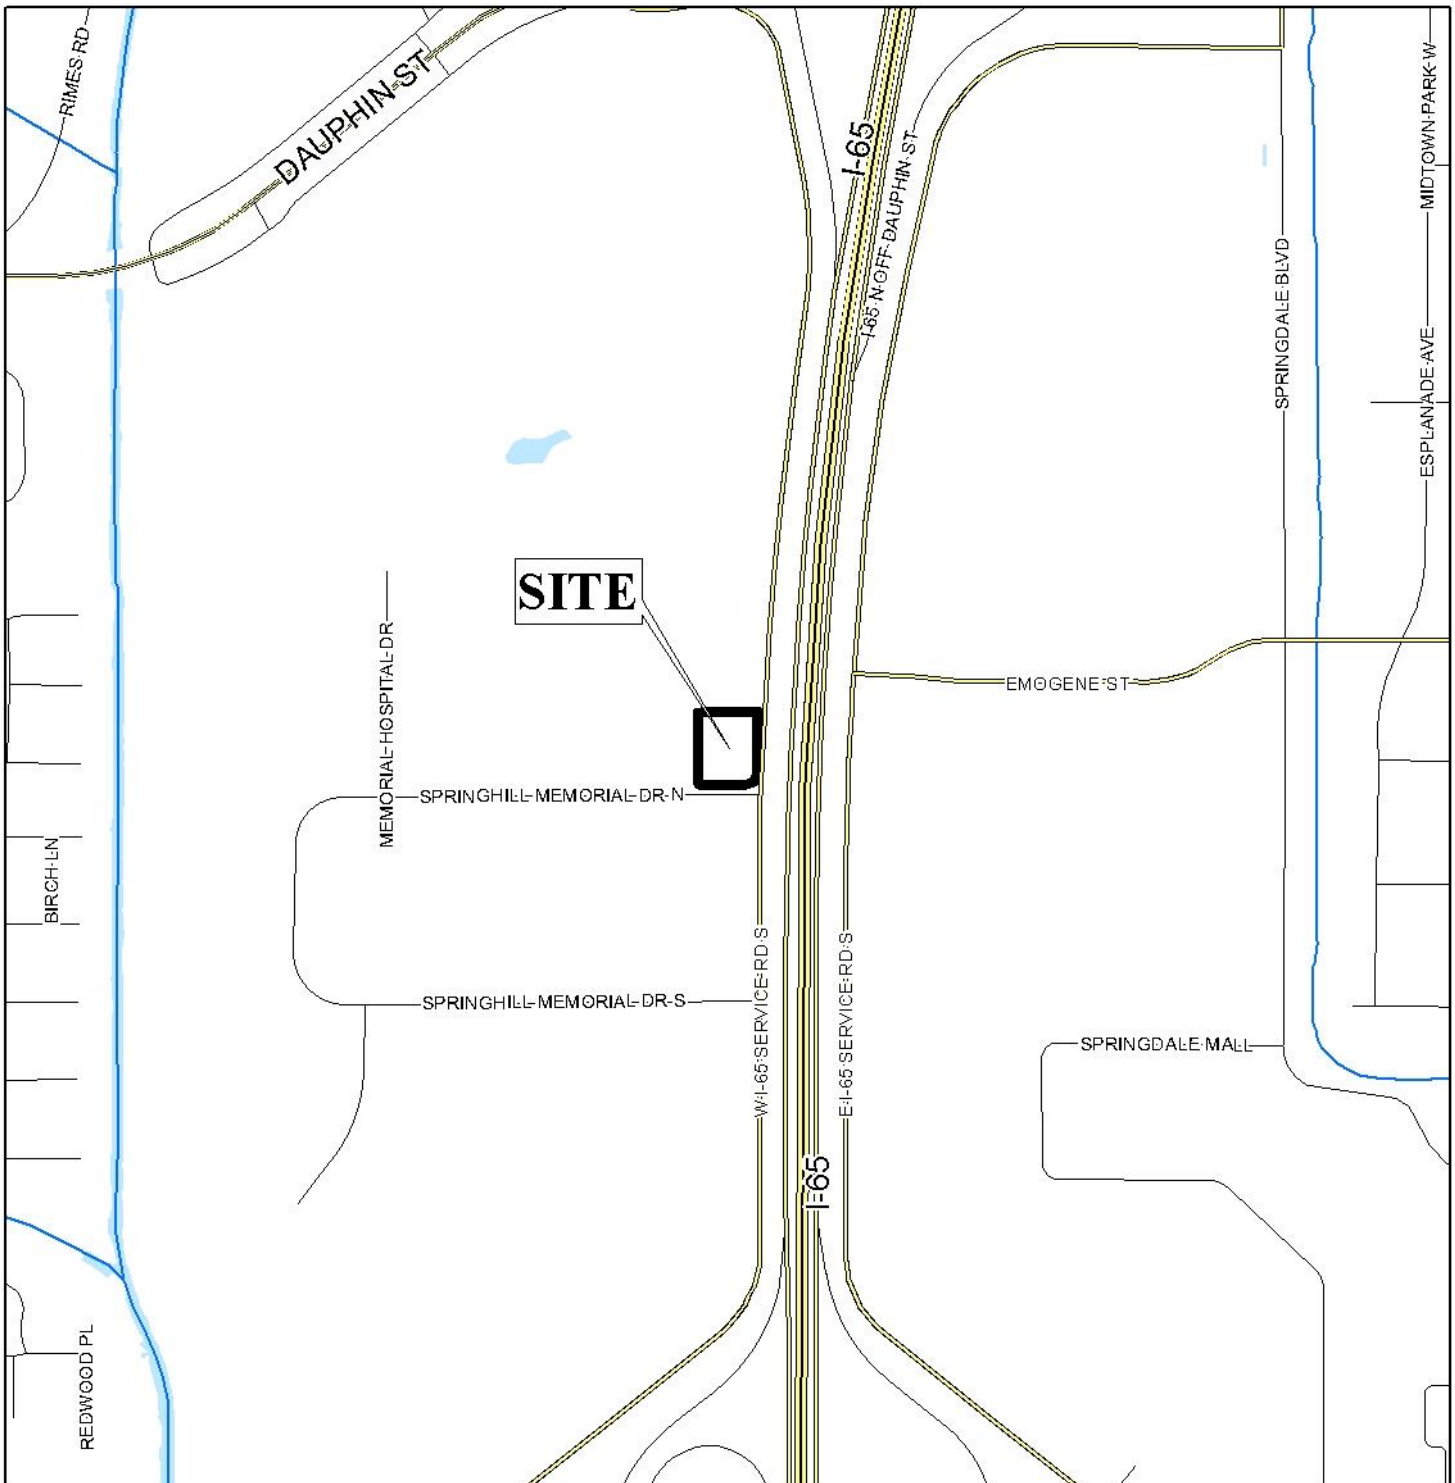 RIMES RD
DAUPHIN ST
I-65
I-65 N OFF DAUPHIN ST
MIDTOWN PARK W
SPRINGDALE BLVD
ESPLANADE AVE
SITE
MEMORIAL HOSPITAL DR
EMOGENE ST
SPRINGHILL MEMORIAL DR N
BIRCH LN
SPRINGHILL MEMORIAL DR S
W I-65 SERVICE RD S
E I-65 SERVICE RD S
SPRINGDALE MALL
I-65
REDWOOD PL